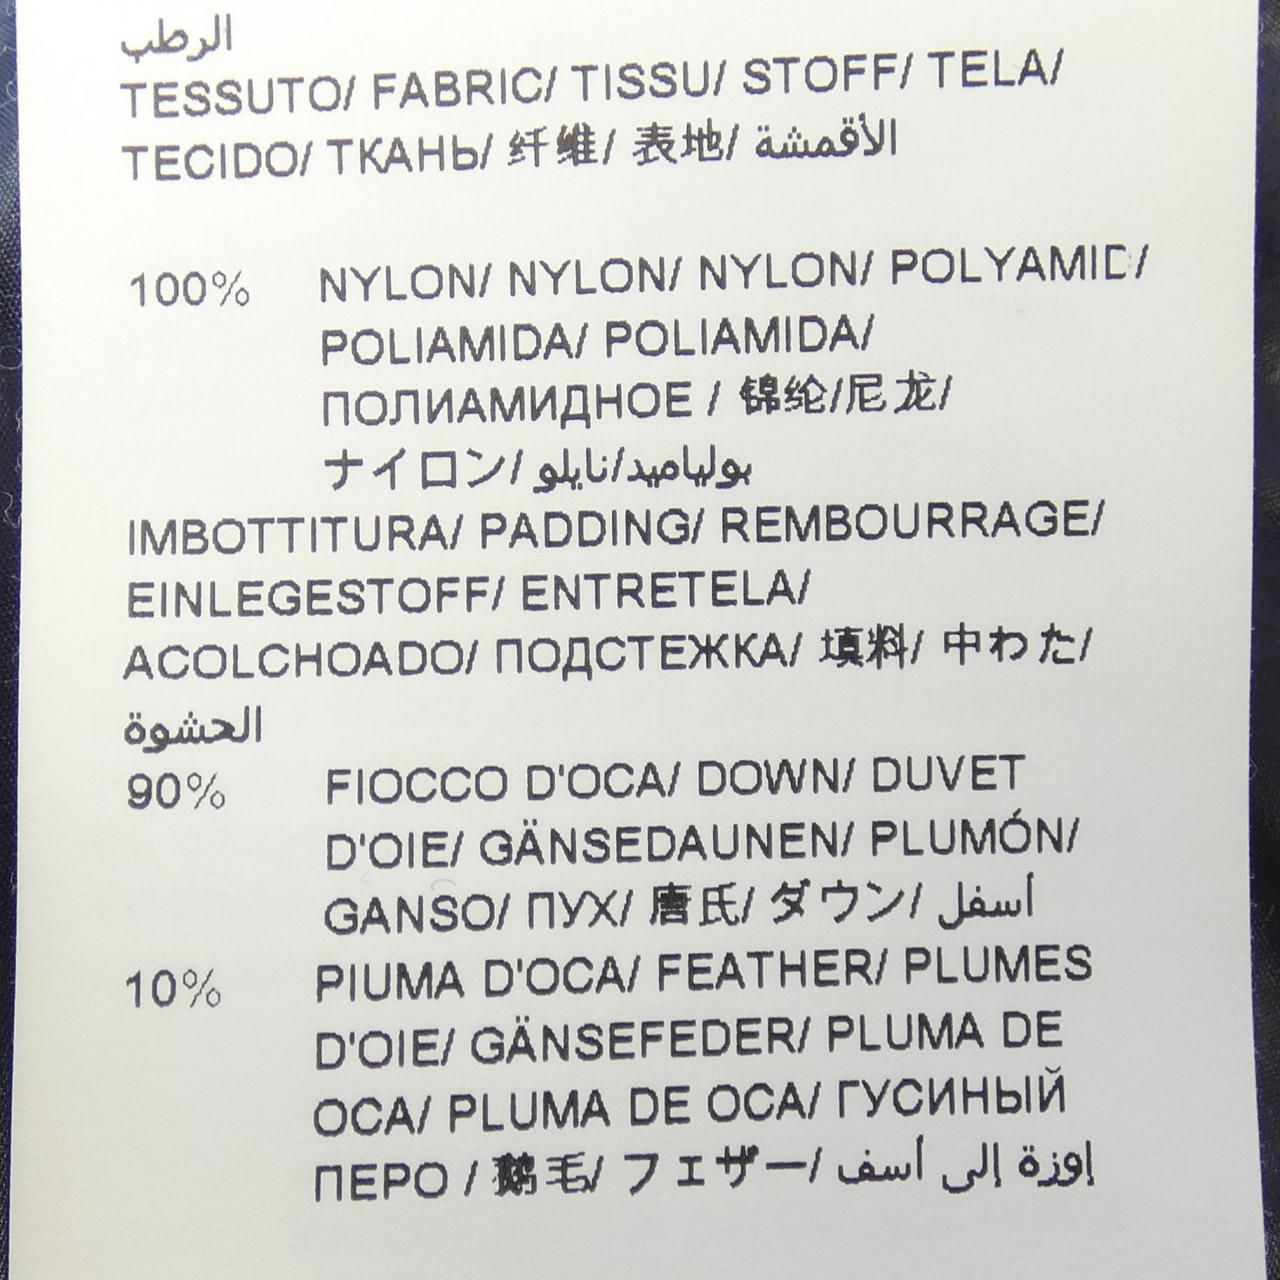 الرطب
TESSUTO/ FABRIC/ TISSU/ STOFF/ TELA/
TECIDO/ ТКАНЬ/ 纤维/ 表地/ الأقمشة
100% NYLON/ NYLON/ NYLON/ POLYAMID/
POLIAMIDA/ POLIAMIDA/
ПОЛИАМИДНОЕ / 锦纶/尼龙/
ナイロン/ بولياميد/نايلو
IMBOTTITURA/ PADDING/ REMBOURRAGE/
EINLEGESTOFF/ ENTRETELA/
ACOLCHOADO/ ПОДСТЕЖКА/ 填料/ 中わた/
الحشوة
90% FIOCCO D'OCA/ DOWN/ DUVET
D'OIE/ GÄNSEDAUNEN/ PLUMÓN/
GANSO/ ПУХ/ 唐氏/ ダウン/ أسفل
10% PIUMA D'OCA/ FEATHER/ PLUMES
D'OIE/ GÄNSEFEDER/ PLUMA DE
OCA/ PLUMA DE OCA/ ГУСИНЫЙ
ПЕРО / 鹅毛/ フェザー/ إوزة إلى أسف